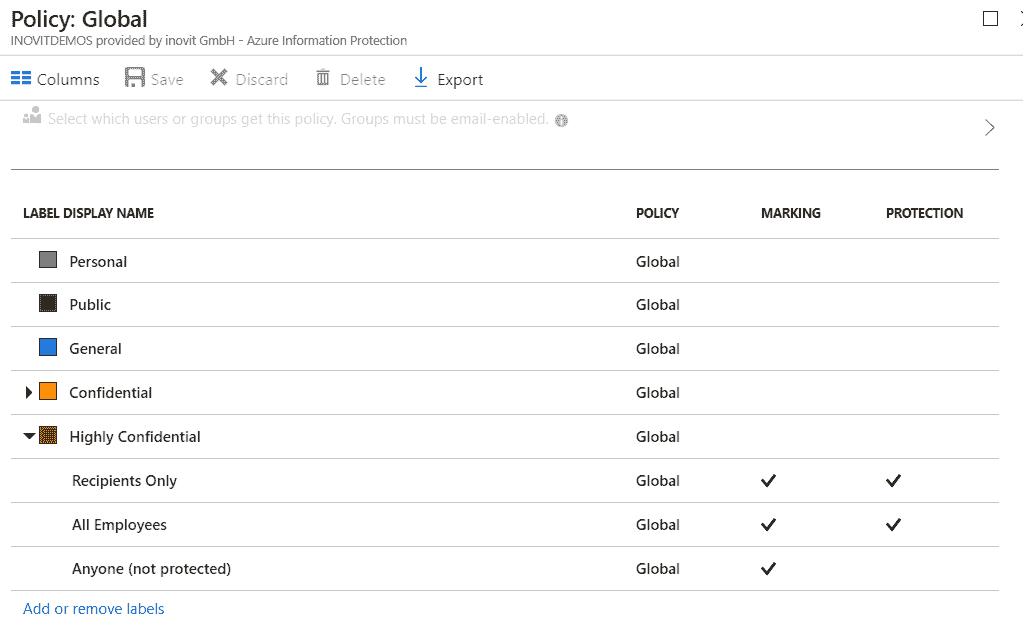 Policy: Global
INOVITDEMOS provided by inovit GmbH - Azure Information Protection
Columns Save Discard Delete Export
Select which users or groups get this policy. Groups must be email-enabled.
LABEL DISPLAY NAME POLICY MARKING PROTECTION
Personal Global
Public Global
General Global
Confidential Global
Highly Confidential Global
Recipients Only Global
All Employees Global
Anyone (not protected) Global
Add or remove labels